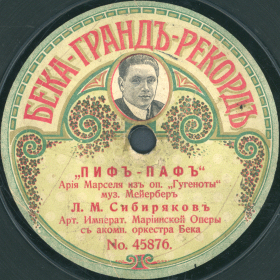 БЕКА-ГРАНДЪ-РЕКОРДЪ
„ПИФЪ-ПАФЪ“
Арія Марселя изъ оп. „Гугеноты“
муз. Мейерберъ
Л. М. Сибиряковъ
Арт. Императ. Маріинской Оперы
съ акомп. оркестра Бека
No. 45876.